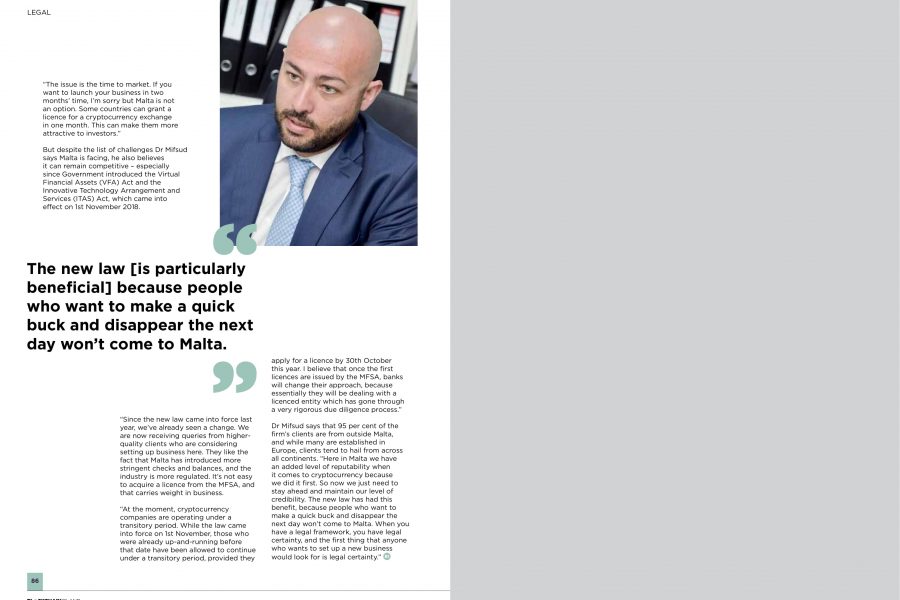 LEGAL
“The issue is the time to market. If you
want to launch your business in two
months’ time, I’m sorry but Malta is not
an option. Some countries can grant a
licence for a cryptocurrency exchange
in one month. This can make them more
attractive to investors.”
But despite the list of challenges Dr Mifsud
says Malta is facing, he also believes
it can remain competitive – especially
since Government introduced the Virtual
Financial Assets (VFA) Act and the
Innovative Technology Arrangement and
Services (ITAS) Act, which came into
effect on 1st November 2018.
“
The new law [is particularly
beneficial] because people
who want to make a quick
buck and disappear the next
day won’t come to Malta.
”
“Since the new law came into force last
year, we’ve already seen a change. We
are now receiving queries from higher-
quality clients who are considering
setting up business here. They like the
fact that Malta has introduced more
stringent checks and balances, and the
industry is more regulated. It’s not easy
to acquire a licence from the MFSA, and
that carries weight in business.
“At the moment, cryptocurrency
companies are operating under a
transitory period. While the law came
into force on 1st November, those who
were already up-and-running before
that date have been allowed to continue
under a transitory period, provided they
apply for a licence by 30th October
this year. I believe that once the first
licences are issued by the MFSA, banks
will change their approach, because
essentially they will be dealing with a
licenced entity which has gone through
a very rigorous due diligence process.”
Dr Mifsud says that 95 per cent of the
firm’s clients are from outside Malta,
and while many are established in
Europe, clients tend to hail from across
all continents. “Here in Malta we have
an added level of reputability when
it comes to cryptocurrency because
we did it first. So now we just need to
stay ahead and maintain our level of
credibility. The new law has had this
benefit, because people who want to
make a quick buck and disappear the
next day won’t come to Malta. When you
have a legal framework, you have legal
certainty, and the first thing that anyone
who wants to set up a new business
would look for is legal certainty.”
86